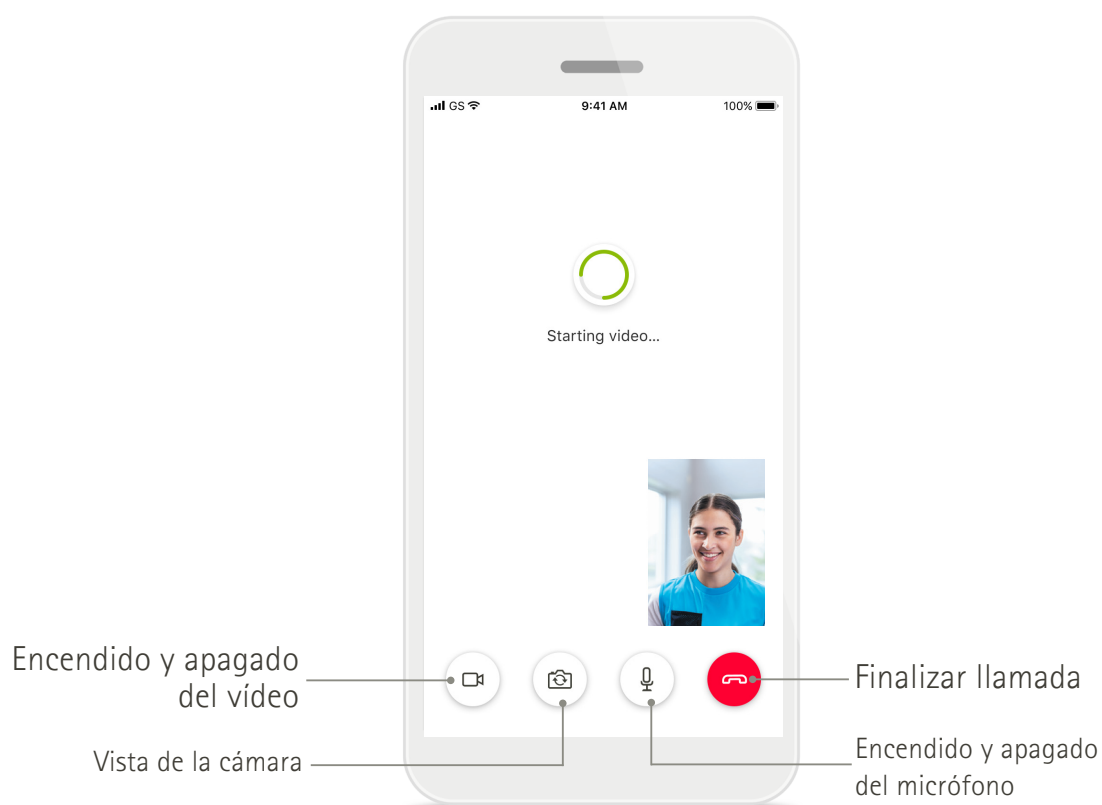 GS 9:41 AM 100%
Starting video...
Encendido y apagado
del vídeo
Finalizar llamada
Vista de la cámara
Encendido y apagado
del micrófono